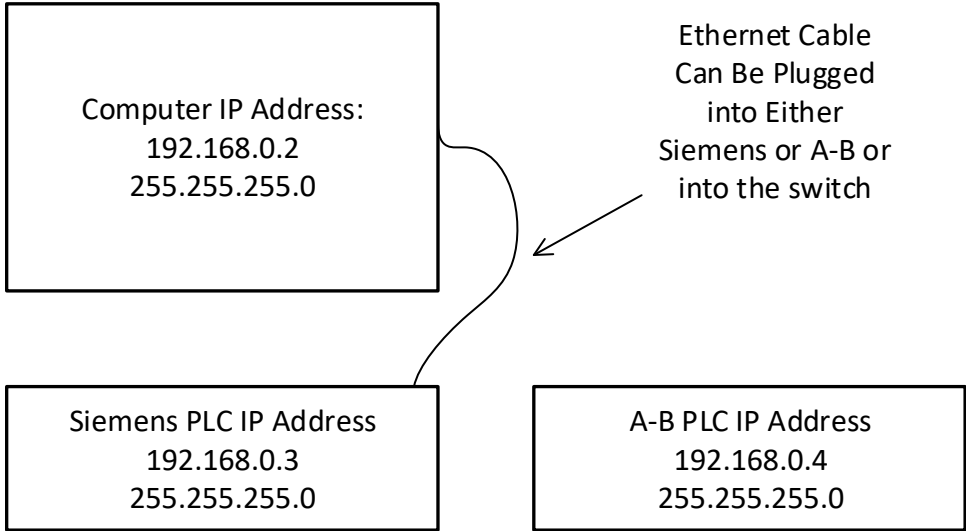 Computer IP Address:
192.168.0.2
255.255.255.0
Ethernet Cable
Can Be Plugged
into Either
Siemens or A-B or
into the switch
Siemens PLC IP Address
192.168.0.3
255.255.255.0
A-B PLC IP Address
192.168.0.4
255.255.255.0